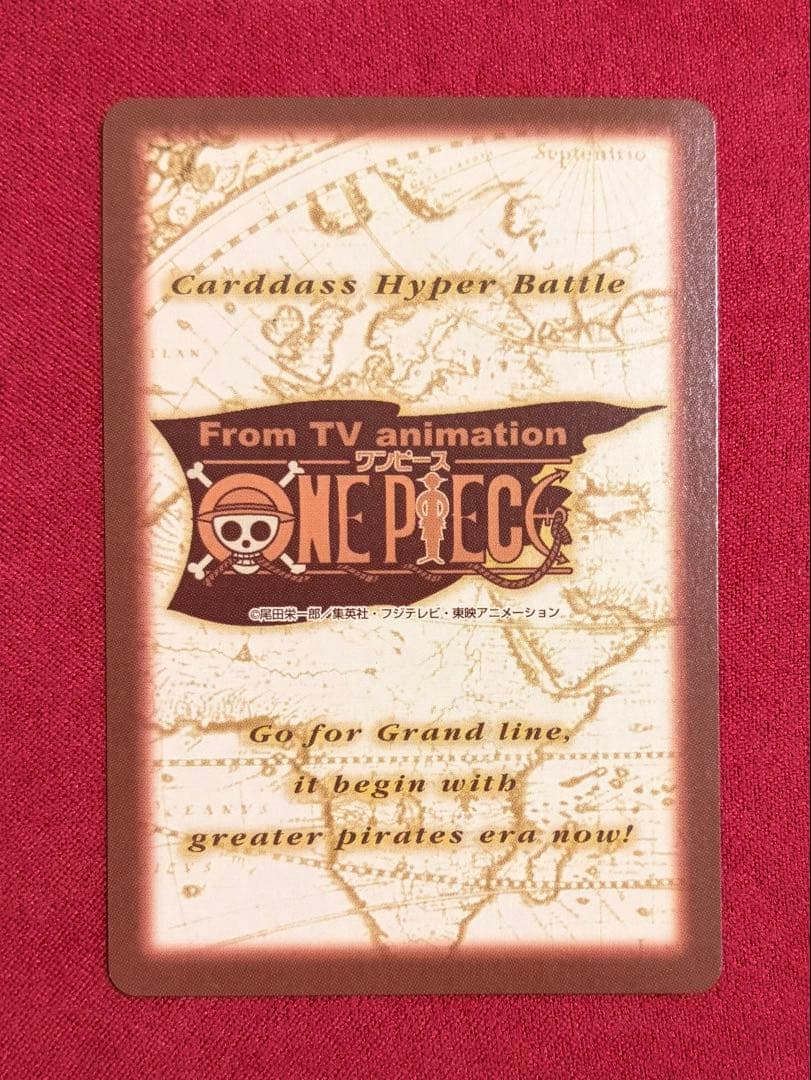 Septentrio
Carddass Hyper Battle
From TV animation
ワンピース
ONE PIECE
©尾田栄一郎／集英社・フジテレビ・東映アニメーション
Go for Grand line,
it begin with
greater pirates era now!